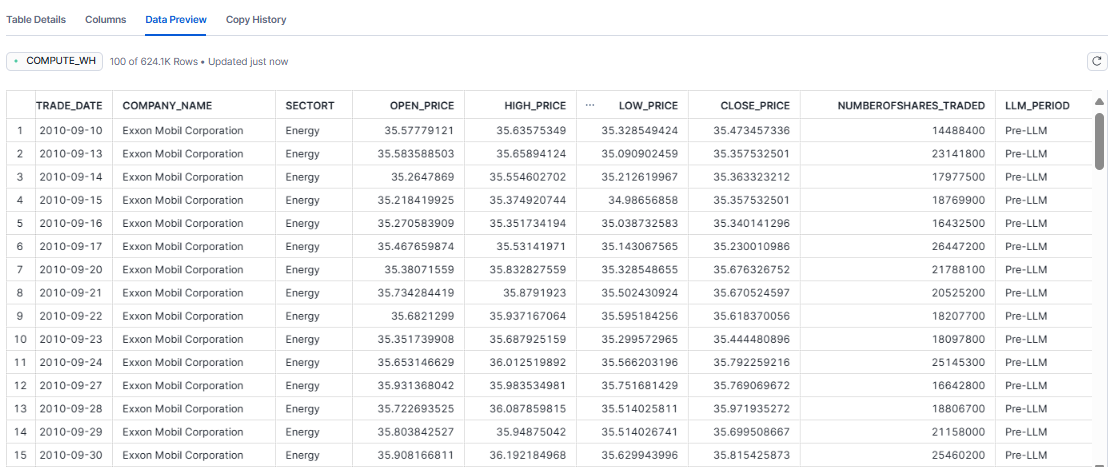 Table Details Columns Data Preview Copy History
COMPUTE_WH 100 of 624.1K Rows • Updated just now
TRADE_DATE COMPANY_NAME SECTORT OPEN_PRICE HIGH_PRICE ... LOW_PRICE CLOSE_PRICE NUMBEROFSHARES_TRADED LLM_PERIOD
1 2010-09-10 Exxon Mobil Corporation Energy 35.57779121 35.63575349 35.328549424 35.473457336 14488400 Pre-LLM
2 2010-09-13 Exxon Mobil Corporation Energy 35.583588503 35.65894124 35.090902459 35.357532501 23141800 Pre-LLM
3 2010-09-14 Exxon Mobil Corporation Energy 35.2647869 35.554602702 35.212619967 35.363323212 17977500 Pre-LLM
4 2010-09-15 Exxon Mobil Corporation Energy 35.218419925 35.374920744 34.98656858 35.357532501 18769900 Pre-LLM
5 2010-09-16 Exxon Mobil Corporation Energy 35.270583909 35.351734194 35.038732583 35.340141296 16432500 Pre-LLM
6 2010-09-17 Exxon Mobil Corporation Energy 35.467659874 35.53141971 35.143067565 35.230010986 26447200 Pre-LLM
7 2010-09-20 Exxon Mobil Corporation Energy 35.38071559 35.832827559 35.328548655 35.676326752 21788100 Pre-LLM
8 2010-09-21 Exxon Mobil Corporation Energy 35.734284419 35.8791923 35.502430924 35.670524597 20525200 Pre-LLM
9 2010-09-22 Exxon Mobil Corporation Energy 35.6821299 35.937167064 35.595184256 35.618370056 18207700 Pre-LLM
10 2010-09-23 Exxon Mobil Corporation Energy 35.351739908 35.687925159 35.299572965 35.444480896 18097800 Pre-LLM
11 2010-09-24 Exxon Mobil Corporation Energy 35.653146629 36.012519892 35.566203196 35.792259216 25145300 Pre-LLM
12 2010-09-27 Exxon Mobil Corporation Energy 35.931368042 35.983534981 35.751681429 35.769069672 16642800 Pre-LLM
13 2010-09-28 Exxon Mobil Corporation Energy 35.722693525 36.087859815 35.514025811 35.971935272 18806700 Pre-LLM
14 2010-09-29 Exxon Mobil Corporation Energy 35.803842527 35.94875042 35.514026741 35.699508667 21158000 Pre-LLM
15 2010-09-30 Exxon Mobil Corporation Energy 35.908166811 36.192184968 35.629943996 35.815425873 25460200 Pre-LLM